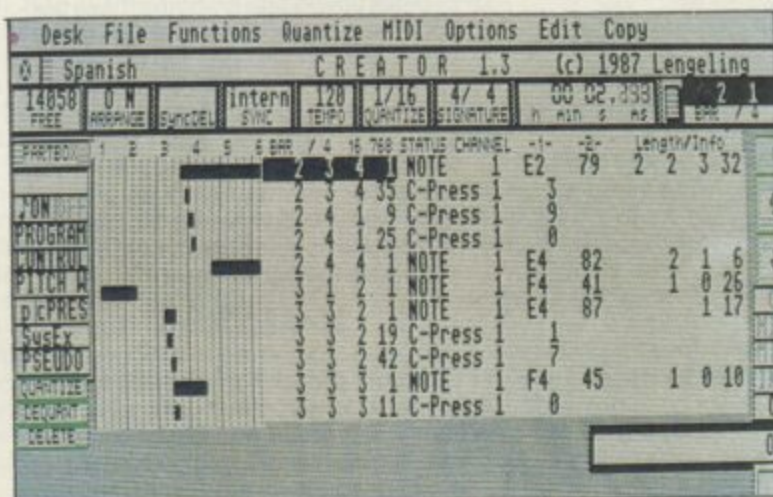 Desk File Functions Quantize MIDI Options Edit Copy
Spanish CREATOR 1.3 (c) 1987 Lengeling
14058 0 M intern 120 1/16 4/ 4 2 1
FREE ARRANGE SyncDEL SYNC TEMPO QUANTIZE SIGNATURE h min s ms BAR / 4
PARTBOX 1 2 3 4 5 6 BAR / 4 16 768 STATUS CHANNEL -1- -2- Length/Info
2 3 4 1 NOTE 1 E2 79 2 2 3 32
2 3 4 35 C-Press 1 3
♪ON OFF 2 4 1 9 C-Press 1 9
PROGRAM 2 4 1 25 C-Press 1 0
CONTROL 2 4 4 1 NOTE 1 E4 82 2 1 6
PITCH W 3 1 2 1 NOTE 1 F4 41 1 0 26
p c PRES 3 3 2 1 NOTE 1 E4 87 1 17
SysEx 3 3 2 19 C-Press 1 1
PSEUDO 3 3 2 42 C-Press 1 7
QUANTIZE 3 3 3 1 NOTE 1 F4 45 1 0 10
DEQUANT 3 3 3 11 C-Press 1 0
DELETE